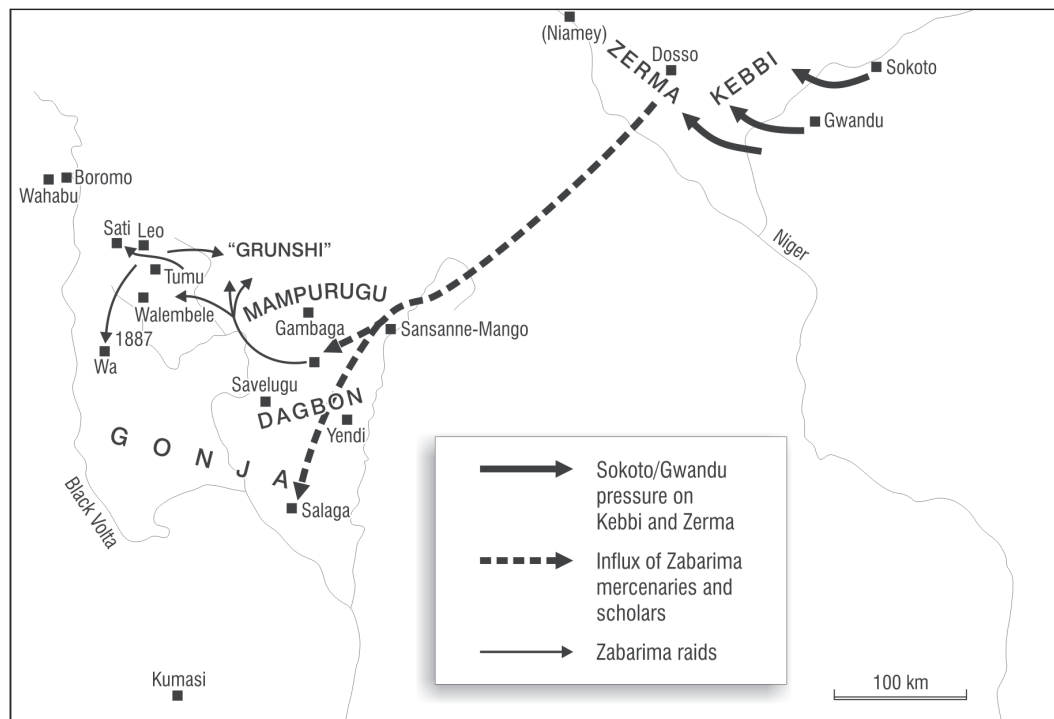 (Niamey)
ZERMA
Dosso
KEBBI
Sokoto
Gwandu
Boromo
Wahabu
Sati
Leo
"GRUNSHI"
Tumu
Niger
MAMPURUGU
Walembele
Gambaga
Sansanne-Mango
1887
Wa
Savelugu
DAGBON
Yendi
GONJA
Black Volta
Salaga
Sokoto/Gwandu
pressure on
Kebbi and Zerma
Influx of Zabarima
mercenaries and
scholars
Zabarima raids
Kumasi
100 km